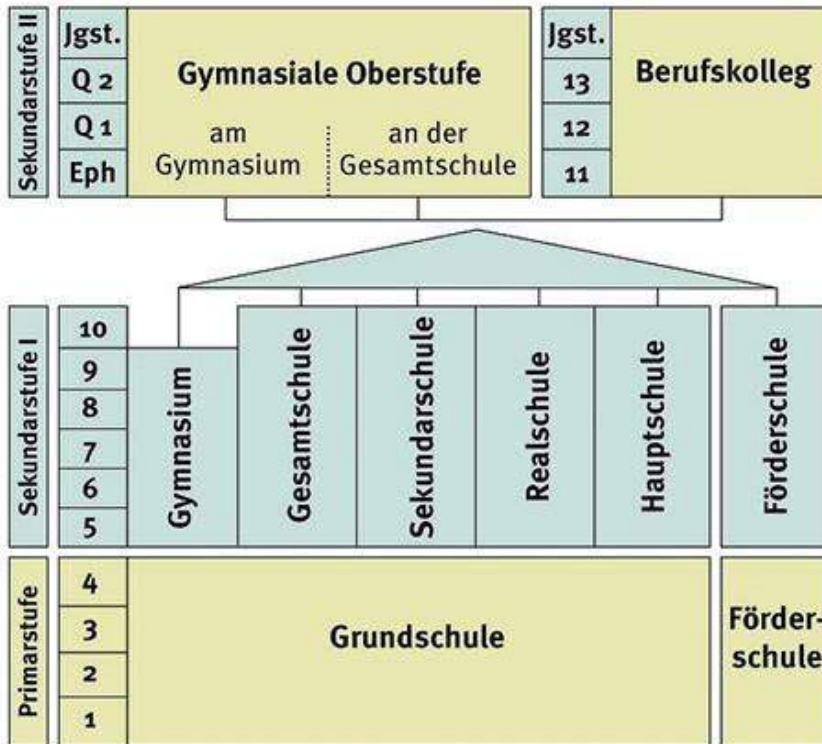 Sekundarstufe II
Jgst.
Q 2
Q 1
Eph
Gymnasiale Oberstufe
am
Gymnasium
an der
Gesamtschule
Jgst.
13
12
11
Berufskolleg
Sekundarstufe I
10
9
8
7
6
5
Gymnasium
Gesamtschule
Sekundarschule
Realschule
Hauptschule
Förderschule
Primarstufe
4
3
2
1
Grundschule
Förder-
schule